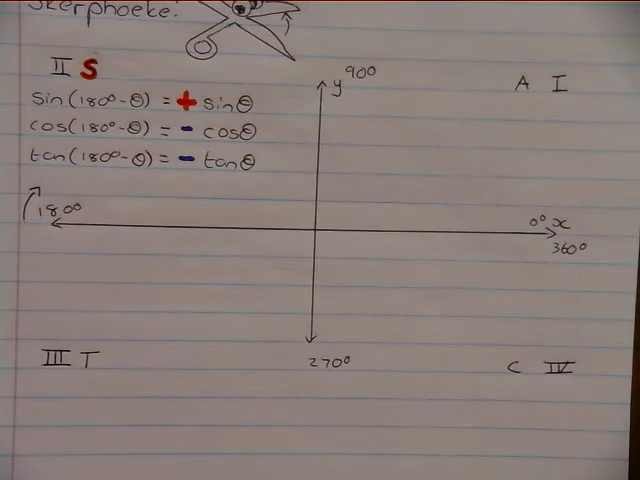 skerphoeke!
II S
sin(180°-θ) = + sinθ
cos(180°-θ) = - cosθ
tan(180°-θ) = - tanθ
90°
y
A I
180°
0° x
360°
III T
270°
C IV